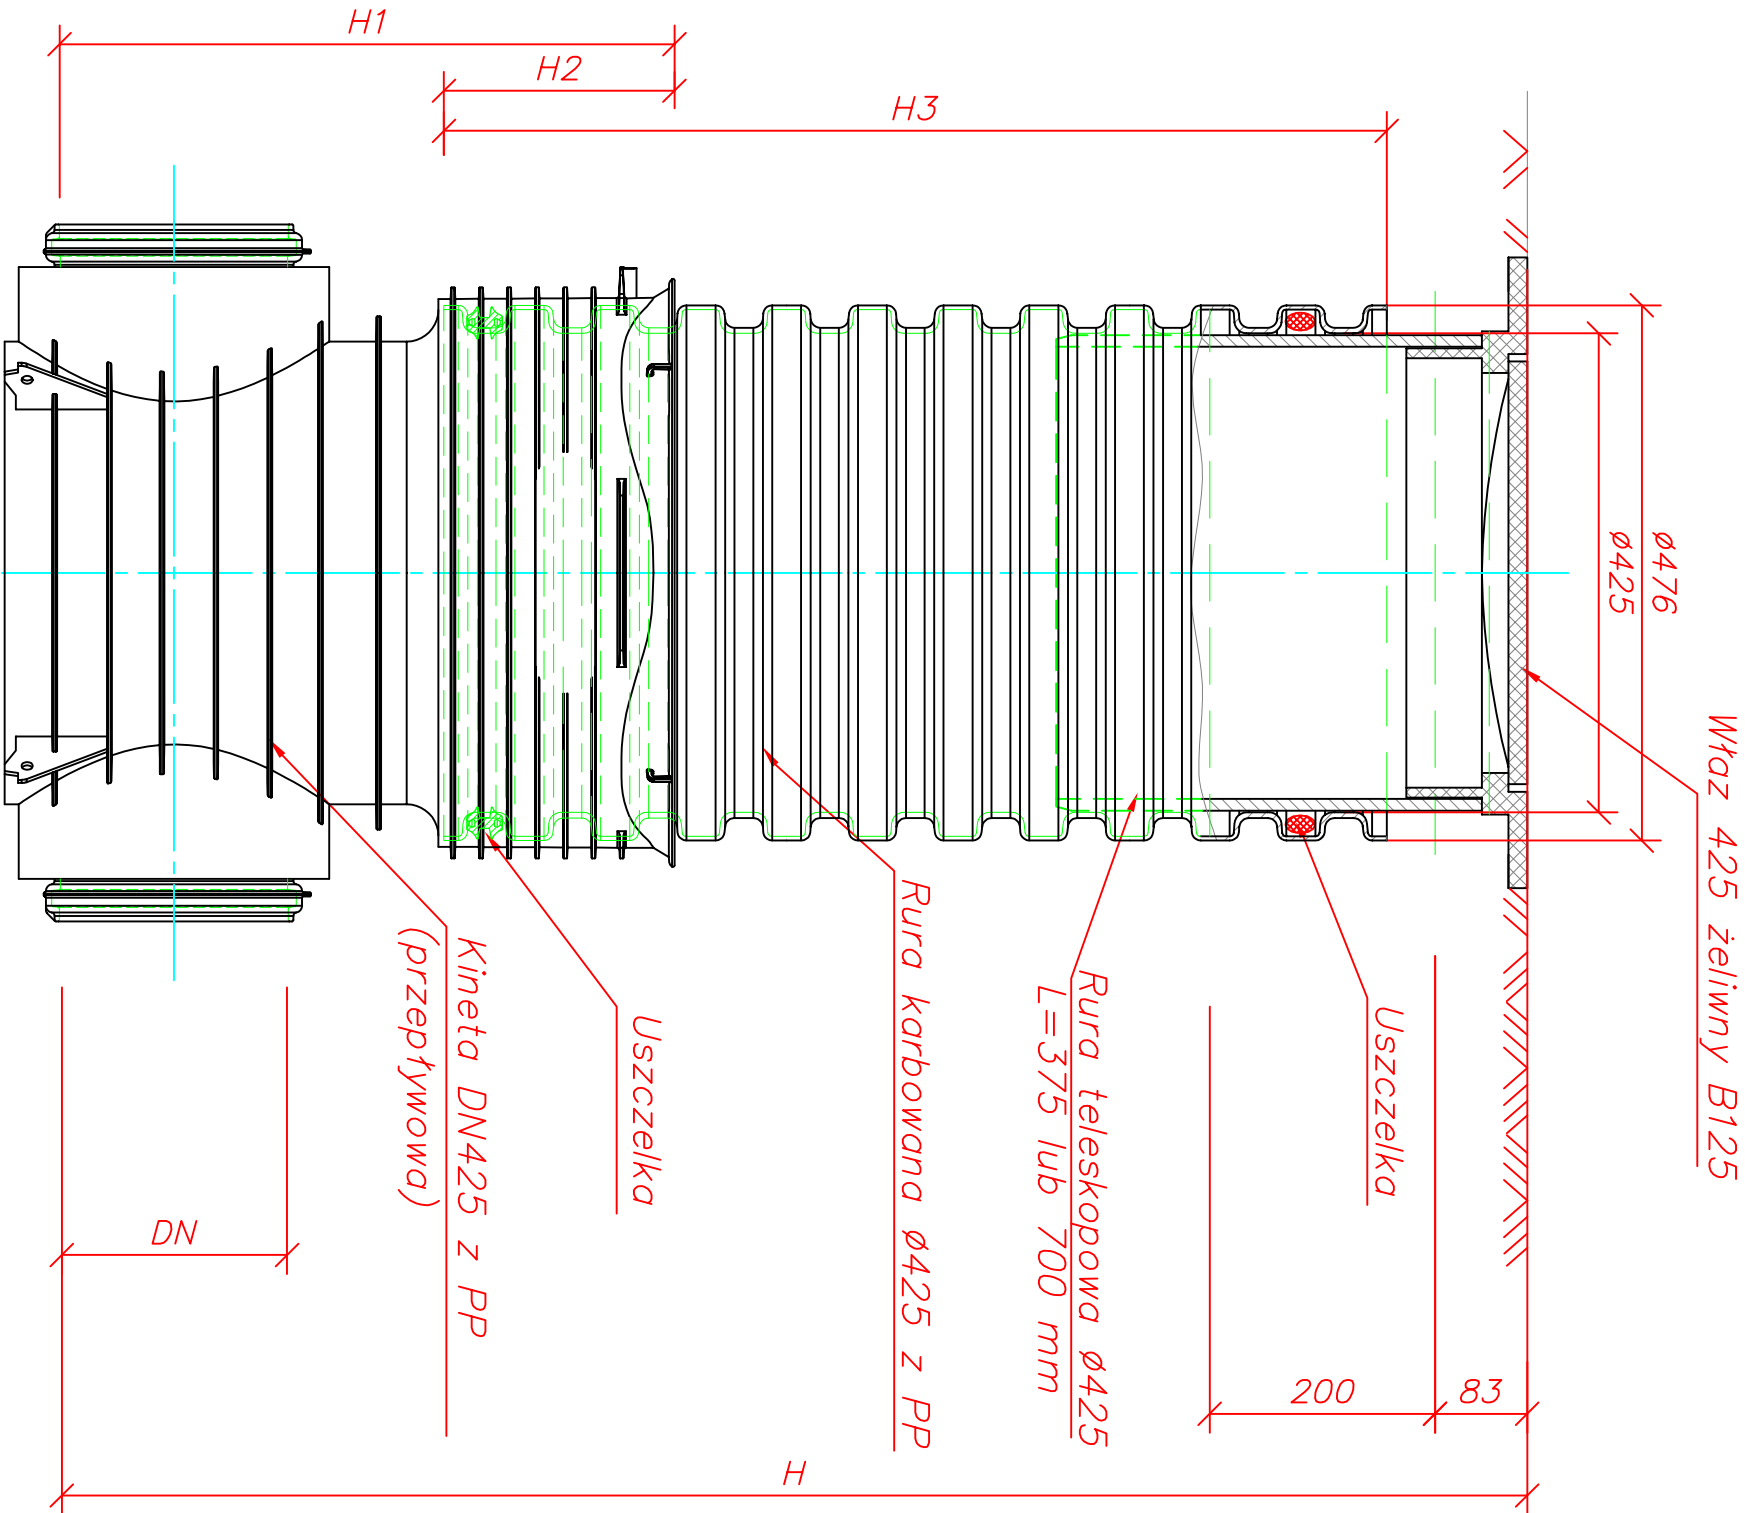 H1
H2
H3
ø476
ø425
Właz 425 żeliwny B125
Uszczelka
Rura teleskopowa ø425
L=375 lub 700 mm
Rura karbowana ø425 z PP
Uszczelka
Kineta DN425 z PP
(przepływowa)
DN
200
83
H